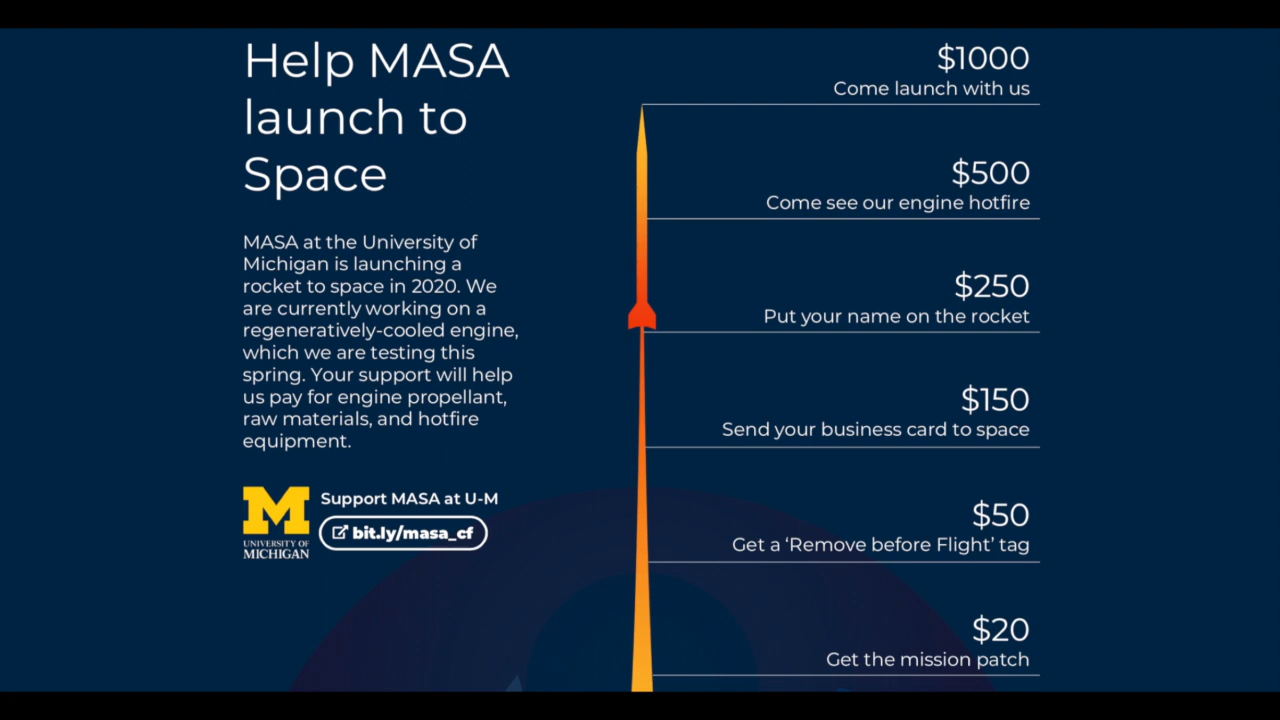 Help MASA
launch to
Space
MASA at the University of
Michigan is launching a
rocket to space in 2020. We
are currently working on a
regeneratively-cooled engine,
which we are testing this
spring. Your support will help
us pay for engine propellant,
raw materials, and hotfire
equipment.
M
UNIVERSITY OF
MICHIGAN
Support MASA at U-M
bit.ly/masa_cf
$1000
Come launch with us
$500
Come see our engine hotfire
$250
Put your name on the rocket
$150
Send your business card to space
$50
Get a ‘Remove before Flight’ tag
$20
Get the mission patch